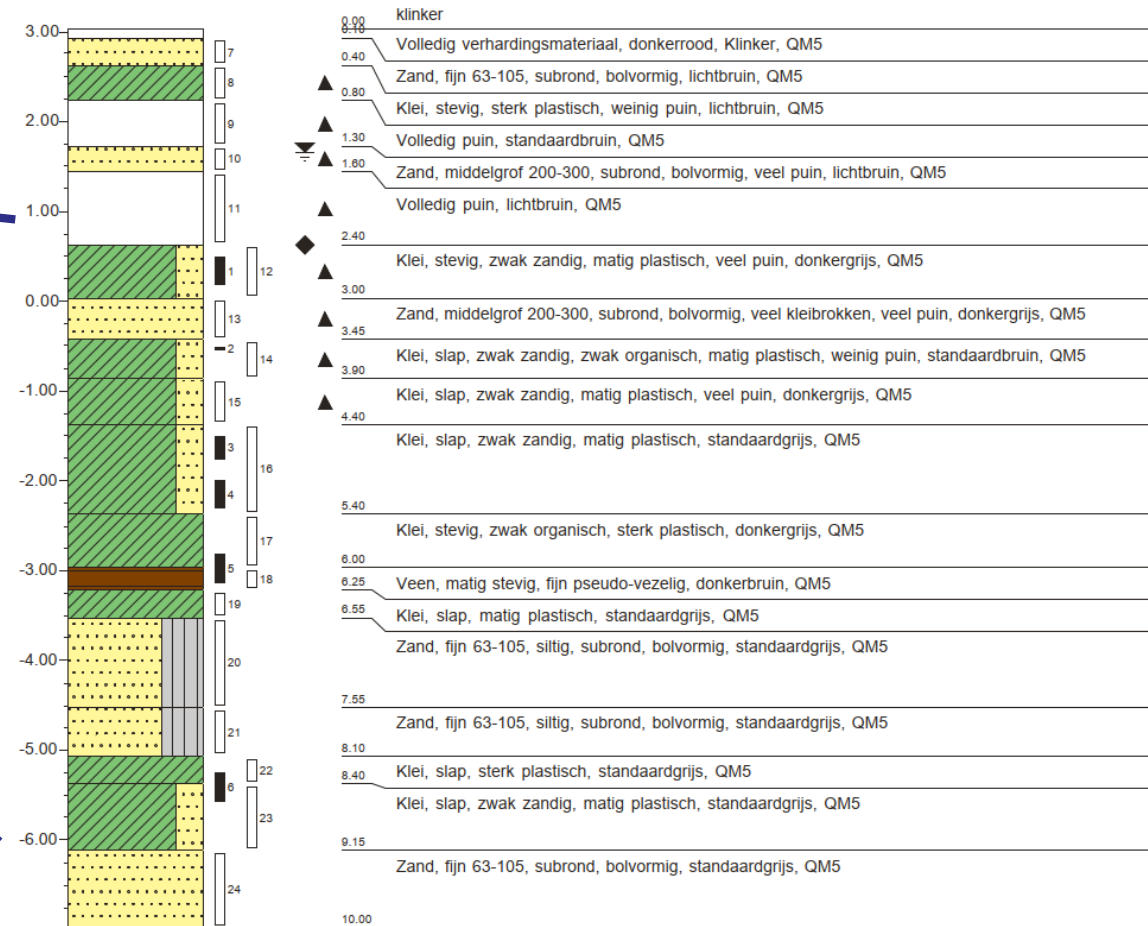 klinker
0.00
3.00
0.10
Volledig verhardingsmateriaal, donkerrood, Klinker, QM5
7
0.40
Zand, fijn 63-105, subrond, bolvormig, lichtbruin, QM5
8
0.80
Klei, stevig, sterk plastisch, weinig puin, lichtbruin, QM5
2.00
9
1.30
Volledig puin, standaardbruin, QM5
10
1.60
Zand, middelgrof 200-300, subrond, bolvormig, veel puin, lichtbruin, QM5
1.00
11
Volledig puin, lichtbruin, QM5
2.40
Klei, stevig, zwak zandig, matig plastisch, veel puin, donkergrijs, QM5
1
12
0.00
3.00
13
Zand, middelgrof 200-300, subrond, bolvormig, veel kleibrokken, veel puin, donkergrijs, QM5
3.45
2
14
Klei, slap, zwak zandig, zwak organisch, matig plastisch, weinig puin, standaardbruin, QM5
3.90
-1.00
15
Klei, slap, zwak zandig, matig plastisch, veel puin, donkergrijs, QM5
4.40
3
Klei, slap, zwak zandig, matig plastisch, standaardgrijs, QM5
16
-2.00
4
5.40
17
Klei, stevig, zwak organisch, sterk plastisch, donkergrijs, QM5
6.00
-3.00
5
18
6.25
Veen, matig stevig, fijn pseudo-vezelig, donkerbruin, QM5
19
6.55
Klei, slap, matig plastisch, standaardgrijs, QM5
-4.00
20
Zand, fijn 63-105, siltig, subrond, bolvormig, standaardgrijs, QM5
7.55
21
Zand, fijn 63-105, siltig, subrond, bolvormig, standaardgrijs, QM5
-5.00
8.10
22
Klei, slap, sterk plastisch, standaardgrijs, QM5
8.40
6
23
Klei, slap, zwak zandig, matig plastisch, standaardgrijs, QM5
-6.00
9.15
24
Zand, fijn 63-105, subrond, bolvormig, standaardgrijs, QM5
10.00